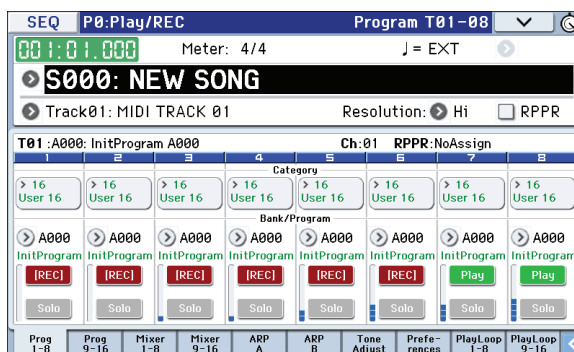 SEQ P0:Play/REC Program T01-08
001:01.000 Meter: 4/4 ♩= EXT
S000: NEW SONG
Track01: MIDI TRACK 01 Resolution: Hi RPPR
T01 :A000: InitProgram A000 Ch:01 RPPR:NoAssign
1 2 3 4 5 6 7 8
Category
> 16 > 16 > 16 > 16 > 16 > 16 > 16 > 16
User 16 User 16 User 16 User 16 User 16 User 16 User 16 User 16
Bank/Program
A000 A000 A000 A000 A000 A000 A000 A000
InitProgram InitProgram InitProgram InitProgram InitProgram InitProgram InitProgram InitProgram
[REC] [REC] [REC] [REC] [REC] [REC] Play Play
Solo Solo Solo Solo Solo Solo Solo Solo
Prog Prog Mixer Mixer ARP ARP Tone Prefe- PlayLoop PlayLoop
1-8 9-16 1-8 9-16 A B Adjust rences 1-8 9-16